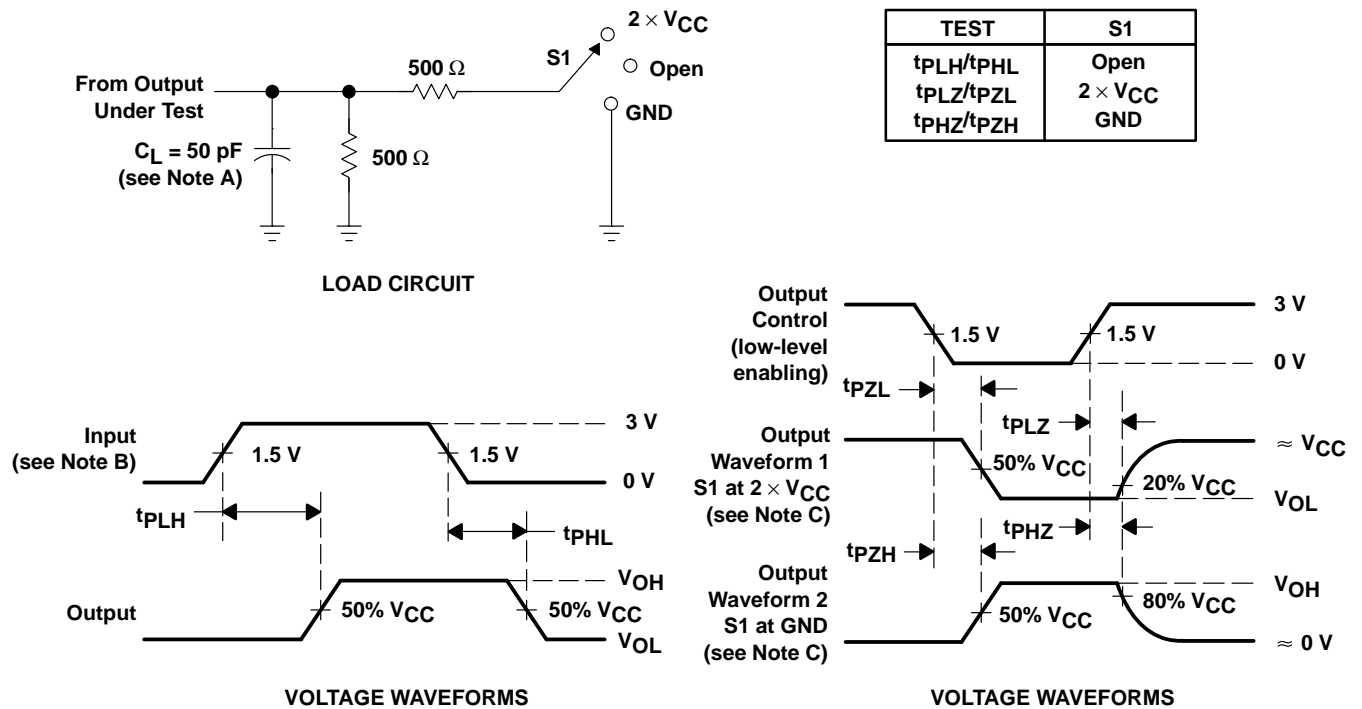 2 × VCC
S1
500 Ω
Open
From Output
Under Test
GND
CL = 50 pF
(see Note A)
500 Ω
LOAD CIRCUIT
TEST S1
tPLH/tPHL Open
tPLZ/tPZL 2 × VCC
tPHZ/tPZH GND
Input
(see Note B)
1.5 V
1.5 V
3 V
0 V
tPLH
tPHL
Output
50% VCC
50% VCC
VOH
VOL
VOLTAGE WAVEFORMS
Output
Control
(low-level
enabling)
1.5 V
1.5 V
3 V
0 V
tPZL
tPLZ
Output
Waveform 1
S1 at 2 × VCC
(see Note C)
50% VCC
20% VCC
≈ VCC
VOL
tPHZ
tPZH
Output
Waveform 2
S1 at GND
(see Note C)
50% VCC
80% VCC
VOH
≈ 0 V
VOLTAGE WAVEFORMS